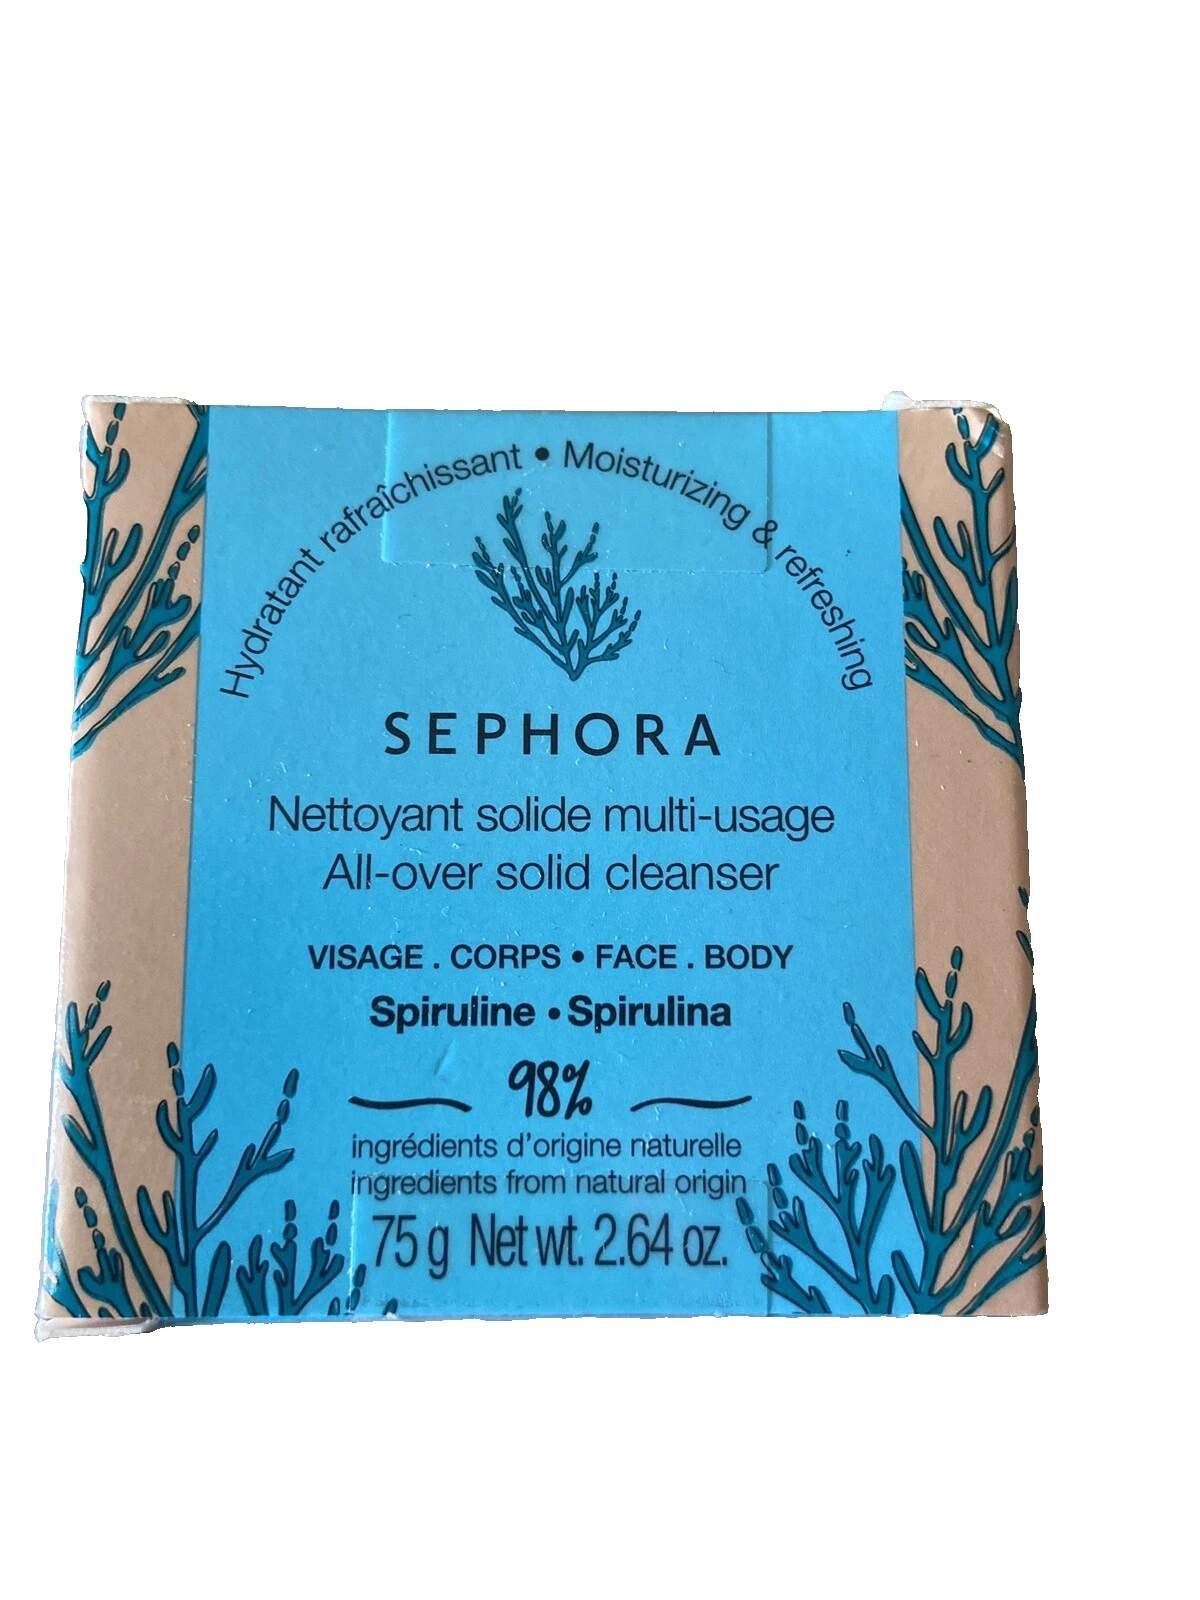 Hydratant rafraîchissant • Moisturizing & refreshing
SEPHORA
Nettoyant solide multi-usage
All-over solid cleanser
VISAGE . CORPS • FACE . BODY
Spiruline • Spirulina
98%
ingrédients d'origine naturelle
ingredients from natural origin
75 g Net wt. 2.64 oz.